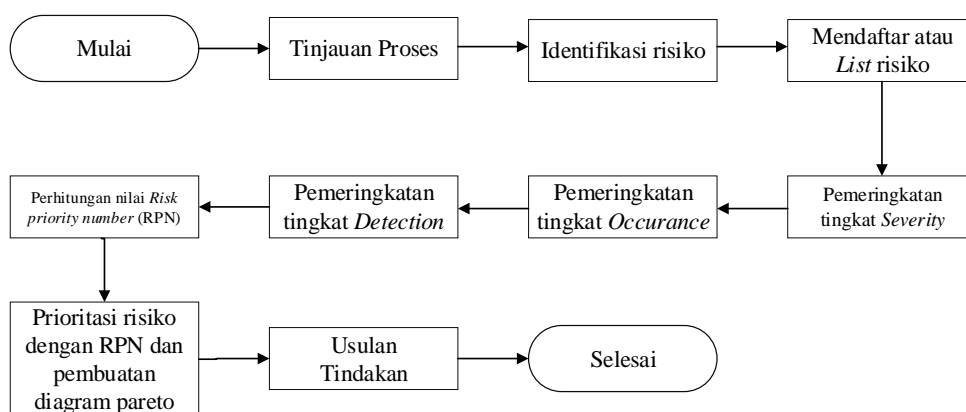 Mulai
Tinjauan Proses
Identifikasi risiko
Mendaftar atau
List risiko
Pemeringkatan
tingkat Severity
Pemeringkatan
tingkat Occurance
Pemeringkatan
tingkat Detection
Perhitungan nilai Risk
priority number (RPN)
Prioritasi risiko
dengan RPN dan
pembuatan
diagram pareto
Usulan
Tindakan
Selesai